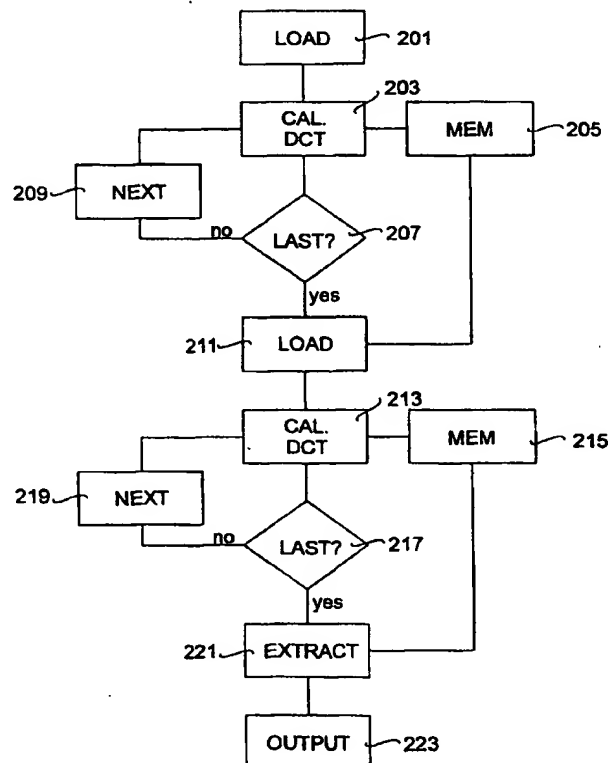 LOAD
201
203
CAL.
DCT
MEM
205
209
NEXT
no
LAST?
207
yes
211
LOAD
213
CAL.
DCT
MEM
215
219
NEXT
no
LAST?
217
yes
221
EXTRACT
OUTPUT
223